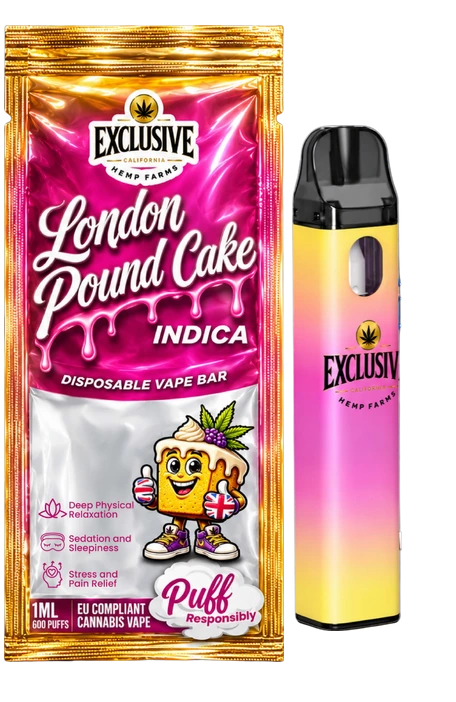 EXCLUSIVE
CALIFORNIA
HEMP FARMS
London
Pound Cake
INDICA
DISPOSABLE VAPE BAR
Deep Physical
Relaxation
Sedation and
Sleepiness
Stress and
Pain Relief
Puff
Responsibly
1ML
600 PUFFS
EU COMPLIANT
CANNABIS VAPE
EXCLUSIV
HEMP FARMS